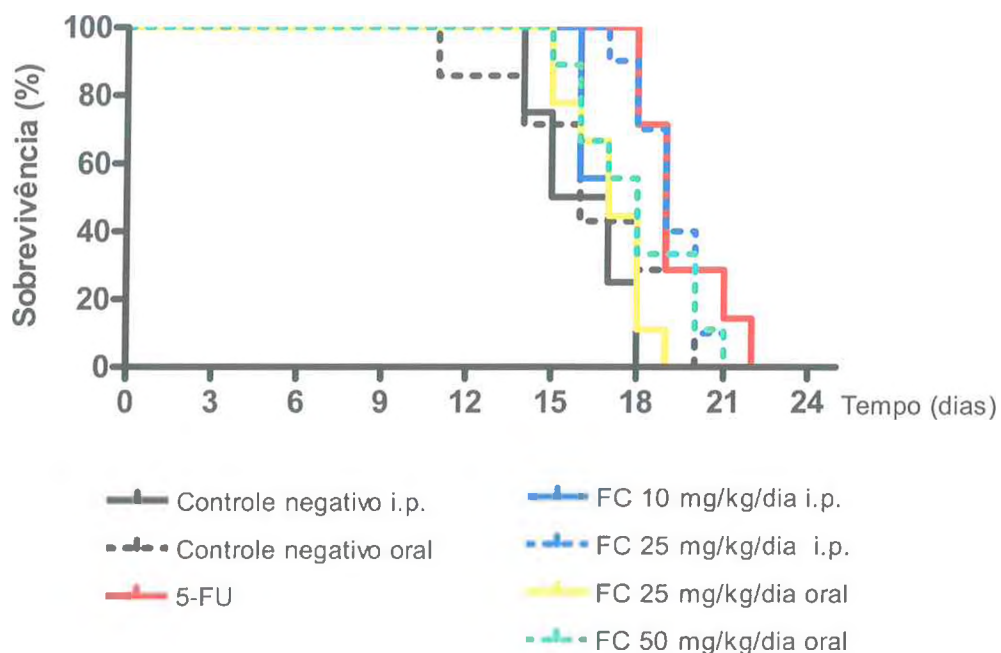 Sobrevivência (%)
100
80
60
40
20
0
0 3 6 9 12 15 18 21 24 Tempo (dias)
Controle negativo i.p.
Controle negativo oral
5-FU
FC 10 mg/kg/dia i.p.
FC 25 mg/kg/dia i.p.
FC 25 mg/kg/dia oral
FC 50 mg/kg/dia oral